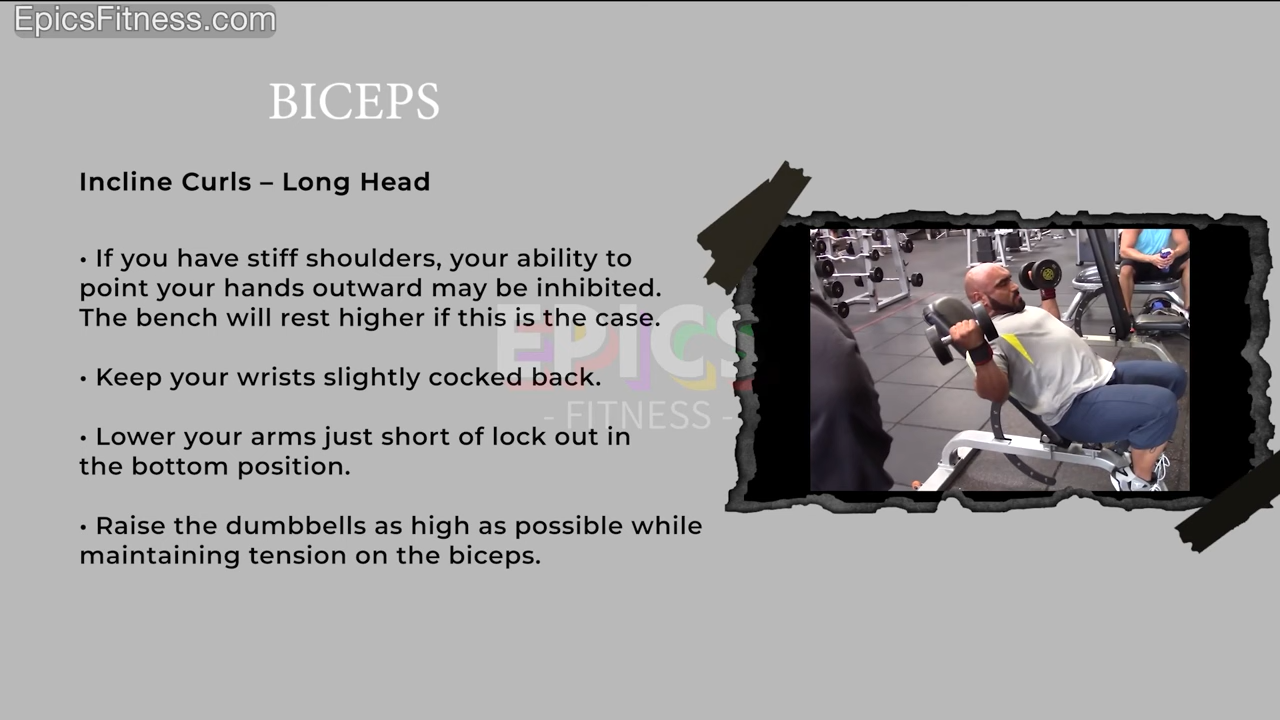 EpicsFitness.com
BICEPS
Incline Curls – Long Head
• If you have stiff shoulders, your ability to
point your hands outward may be inhibited.
The bench will rest higher if this is the case.
• Keep your wrists slightly cocked back.
• Lower your arms just short of lock out in
the bottom position.
• Raise the dumbbells as high as possible while
maintaining tension on the biceps.
EPICS
- FITNESS -